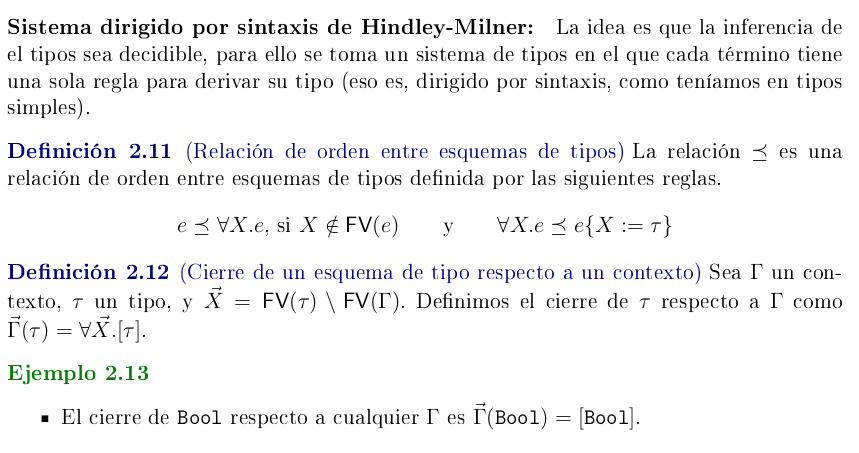 Sistema dirigido por sintaxis de Hindley-Milner: La idea es que la inferencia de
el tipos sea decidible, para ello se toma un sistema de tipos en el que cada término tiene
una sola regla para derivar su tipo (eso es, dirigido por sintaxis, como teníamos en tipos
simples).
Definición 2.11 (Relación de orden entre esquemas de tipos) La relación ⪯ es una
relación de orden entre esquemas de tipos definida por las siguientes reglas.
e ⪯ ∀X.e, si X ∉ FV(e) y ∀X.e ⪯ e{X := τ}
Definición 2.12 (Cierre de un esquema de tipo respecto a un contexto) Sea Γ un con-
texto, τ un tipo, y X⃗ = FV(τ) \ FV(Γ). Definimos el cierre de τ respecto a Γ como
Γ⃗(τ) = ∀X⃗.[τ].
Ejemplo 2.13
▪ El cierre de Bool respecto a cualquier Γ es Γ⃗(Bool) = [Bool].